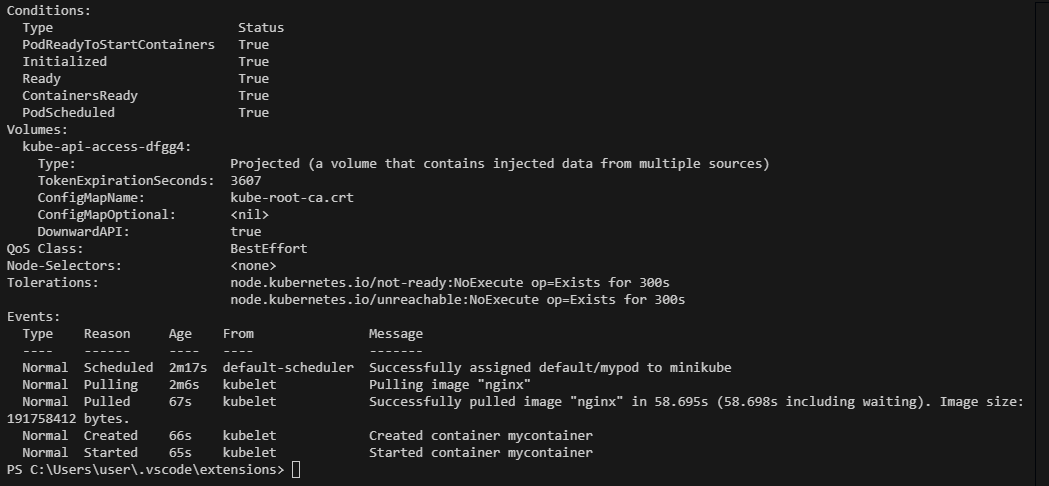 Conditions:
  Type                        Status
  PodReadyToStartContainers   True
  Initialized                 True
  Ready                       True
  ContainersReady             True
  PodScheduled                True
Volumes:
  kube-api-access-dfgg4:
    Type:                    Projected (a volume that contains injected data from multiple sources)
    TokenExpirationSeconds:  3607
    ConfigMapName:           kube-root-ca.crt
    ConfigMapOptional:       <nil>
    DownwardAPI:             true
QoS Class:                   BestEffort
Node-Selectors:              <none>
Tolerations:                 node.kubernetes.io/not-ready:NoExecute op=Exists for 300s
                             node.kubernetes.io/unreachable:NoExecute op=Exists for 300s
Events:
  Type    Reason     Age    From               Message
  ----    ------     ----   ----               -------
  Normal  Scheduled  2m17s  default-scheduler  Successfully assigned default/mypod to minikube
  Normal  Pulling    2m6s   kubelet            Pulling image "nginx"
  Normal  Pulled     67s    kubelet            Successfully pulled image "nginx" in 58.695s (58.698s including waiting). Image size:
191758412 bytes.
  Normal  Created    66s    kubelet            Created container mycontainer
  Normal  Started    65s    kubelet            Started container mycontainer
PS C:\Users\user\.vscode\extensions>